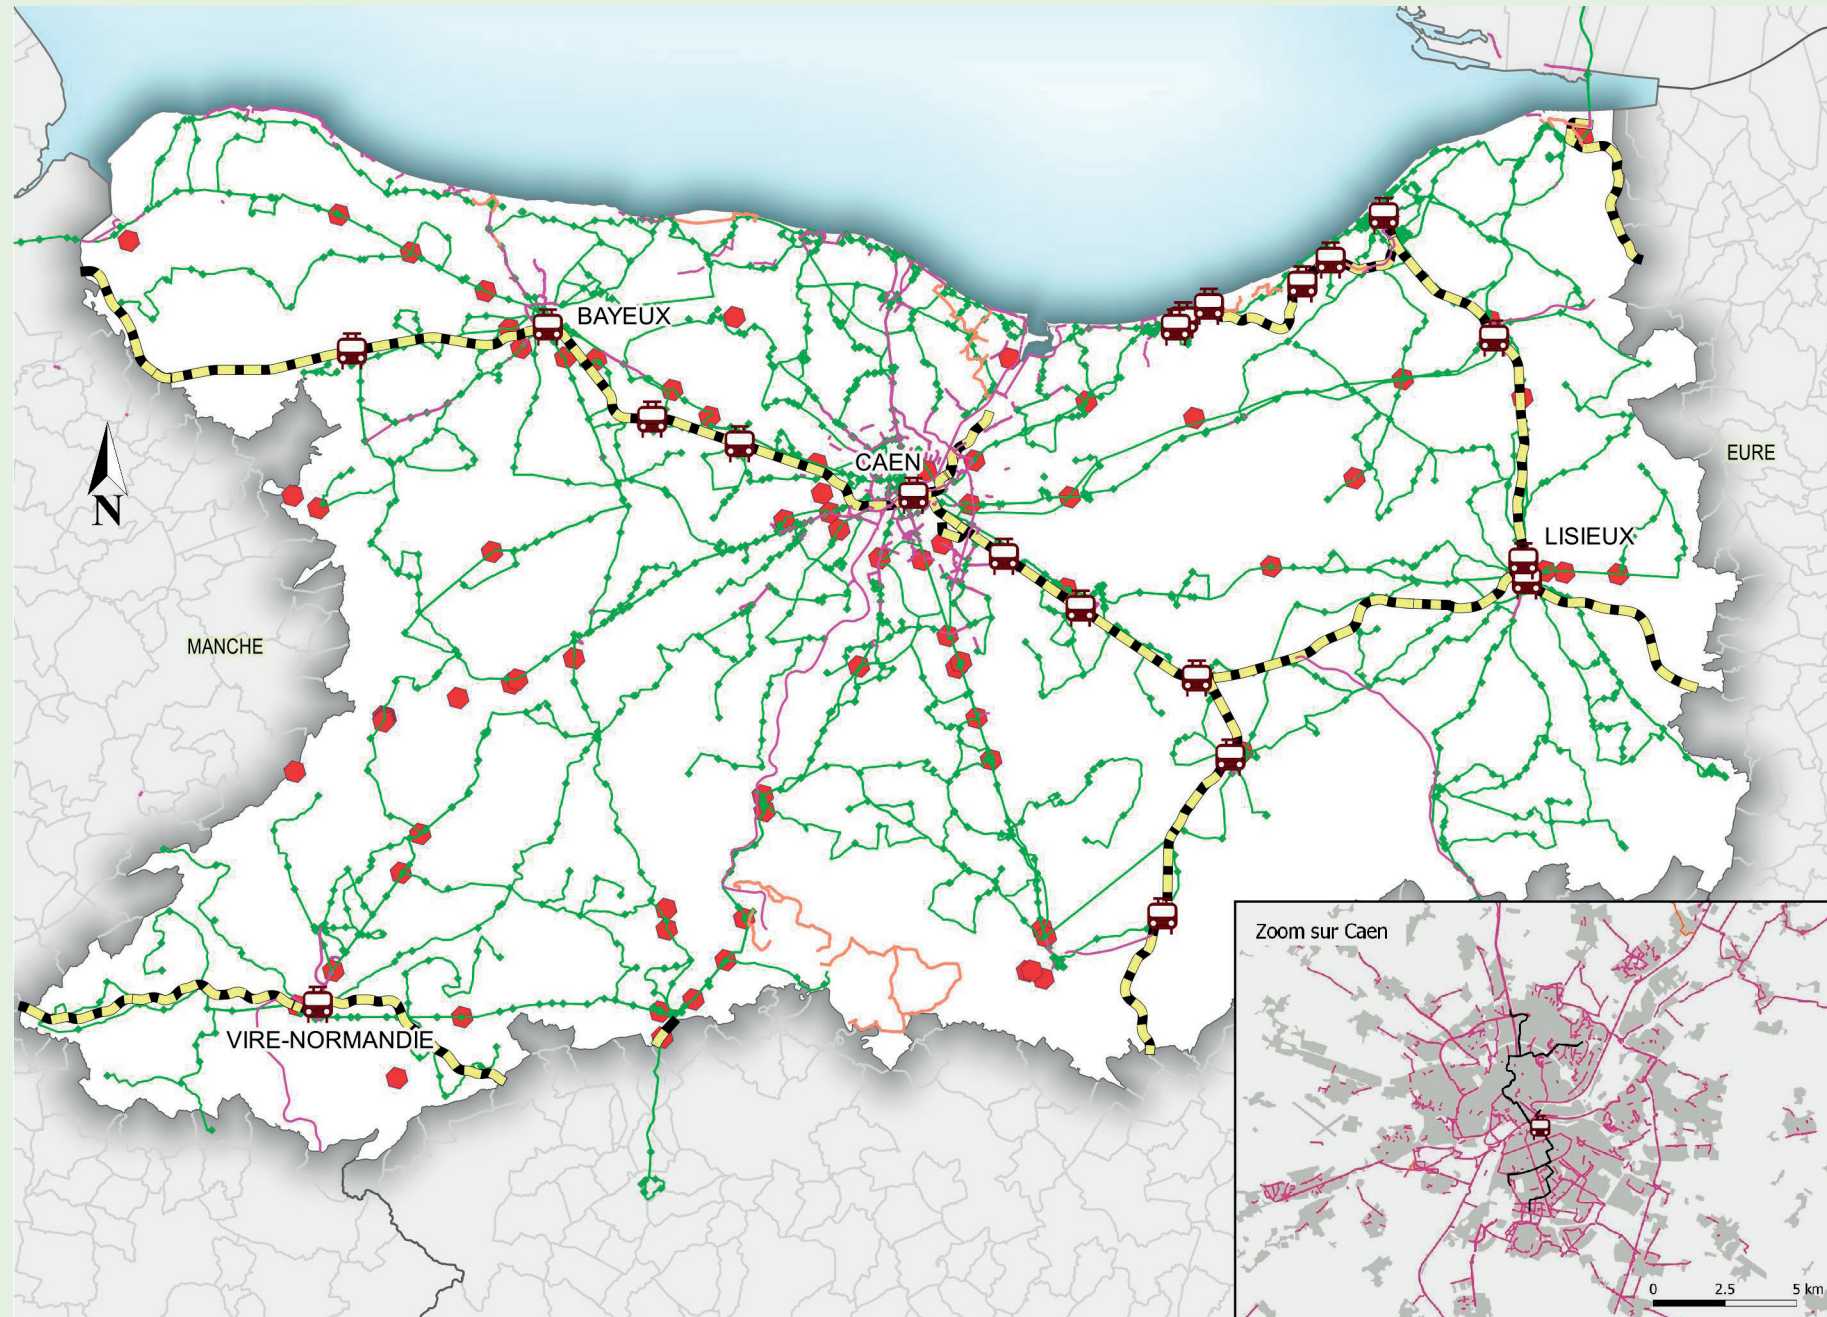 BAYEUX
CAEN
EURE
LISIEUX
N
MANCHE
VIRE-NORMANDIE
Zoom sur Caen
0 2.5 5 km